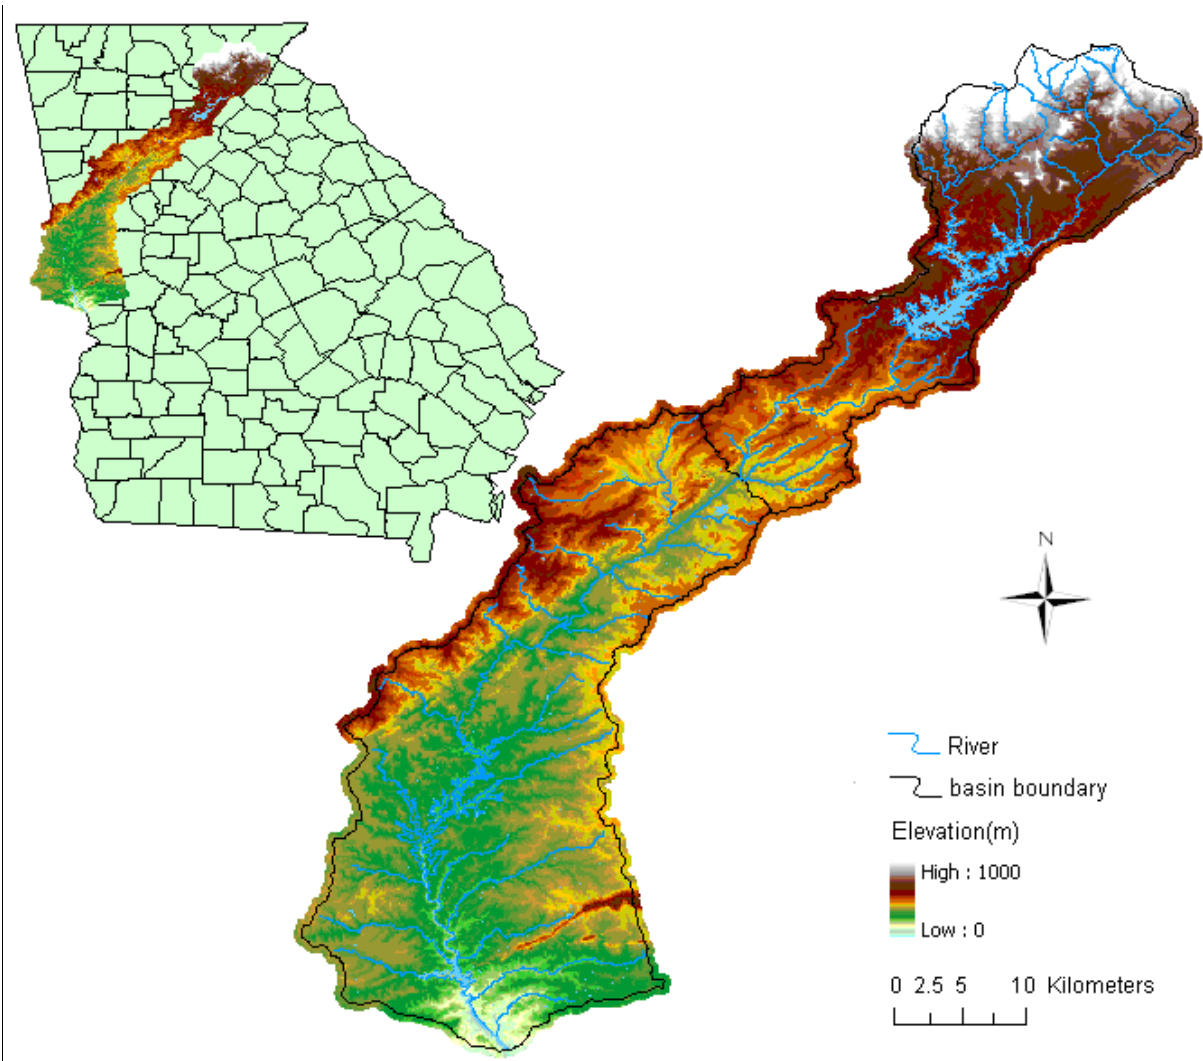 N
River
basin boundary
Elevation(m)
High : 1000
Low : 0
0 2.5 5 10 Kilometers